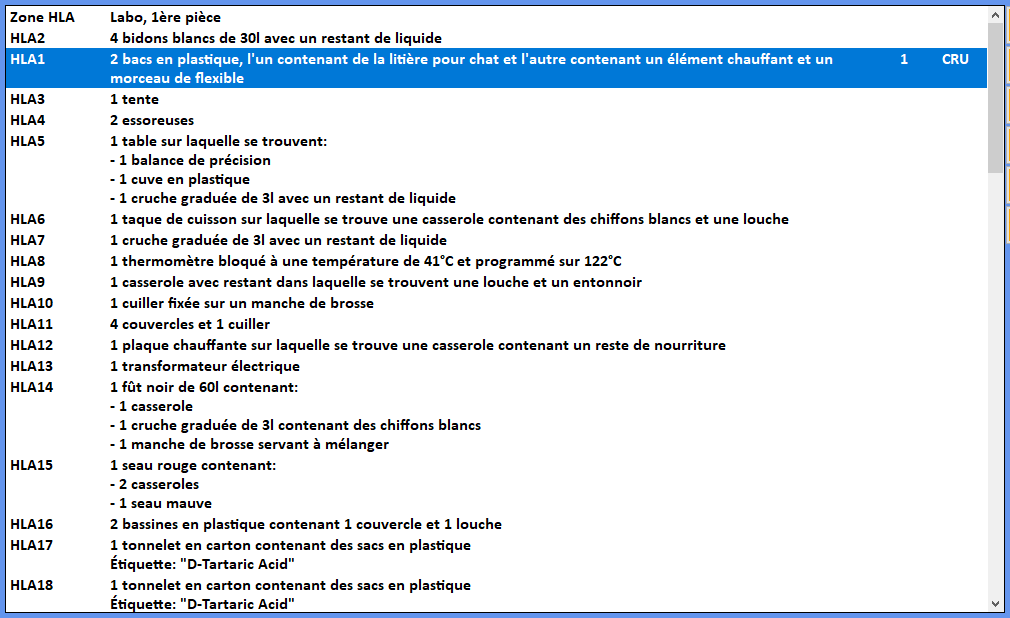 Zone HLA Labo, 1ère pièce
HLA2 4 bidons blancs de 30l avec un restant de liquide
HLA1 2 bacs en plastique, l'un contenant de la litière pour chat et l'autre contenant un élément chauffant et un 1 CRU
morceau de flexible
HLA3 1 tente
HLA4 2 essoreuses
HLA5 1 table sur laquelle se trouvent:
- 1 balance de précision
- 1 cuve en plastique
- 1 cruche graduée de 3l avec un restant de liquide
HLA6 1 taque de cuisson sur laquelle se trouve une casserole contenant des chiffons blancs et une louche
HLA7 1 cruche graduée de 3l avec un restant de liquide
HLA8 1 thermomètre bloqué à une température de 41°C et programmé sur 122°C
HLA9 1 casserole avec restant dans laquelle se trouvent une louche et un entonnoir
HLA10 1 cuiller fixée sur un manche de brosse
HLA11 4 couvercles et 1 cuiller
HLA12 1 plaque chauffante sur laquelle se trouve une casserole contenant un reste de nourriture
HLA13 1 transformateur électrique
HLA14 1 fût noir de 60l contenant:
- 1 casserole
- 1 cruche graduée de 3l contenant des chiffons blancs
- 1 manche de brosse servant à mélanger
HLA15 1 seau rouge contenant:
- 2 casseroles
- 1 seau mauve
HLA16 2 bassines en plastique contenant 1 couvercle et 1 louche
HLA17 1 tonnelet en carton contenant des sacs en plastique
Étiquette: "D-Tartaric Acid"
HLA18 1 tonnelet en carton contenant des sacs en plastique
Étiquette: "D-Tartaric Acid"